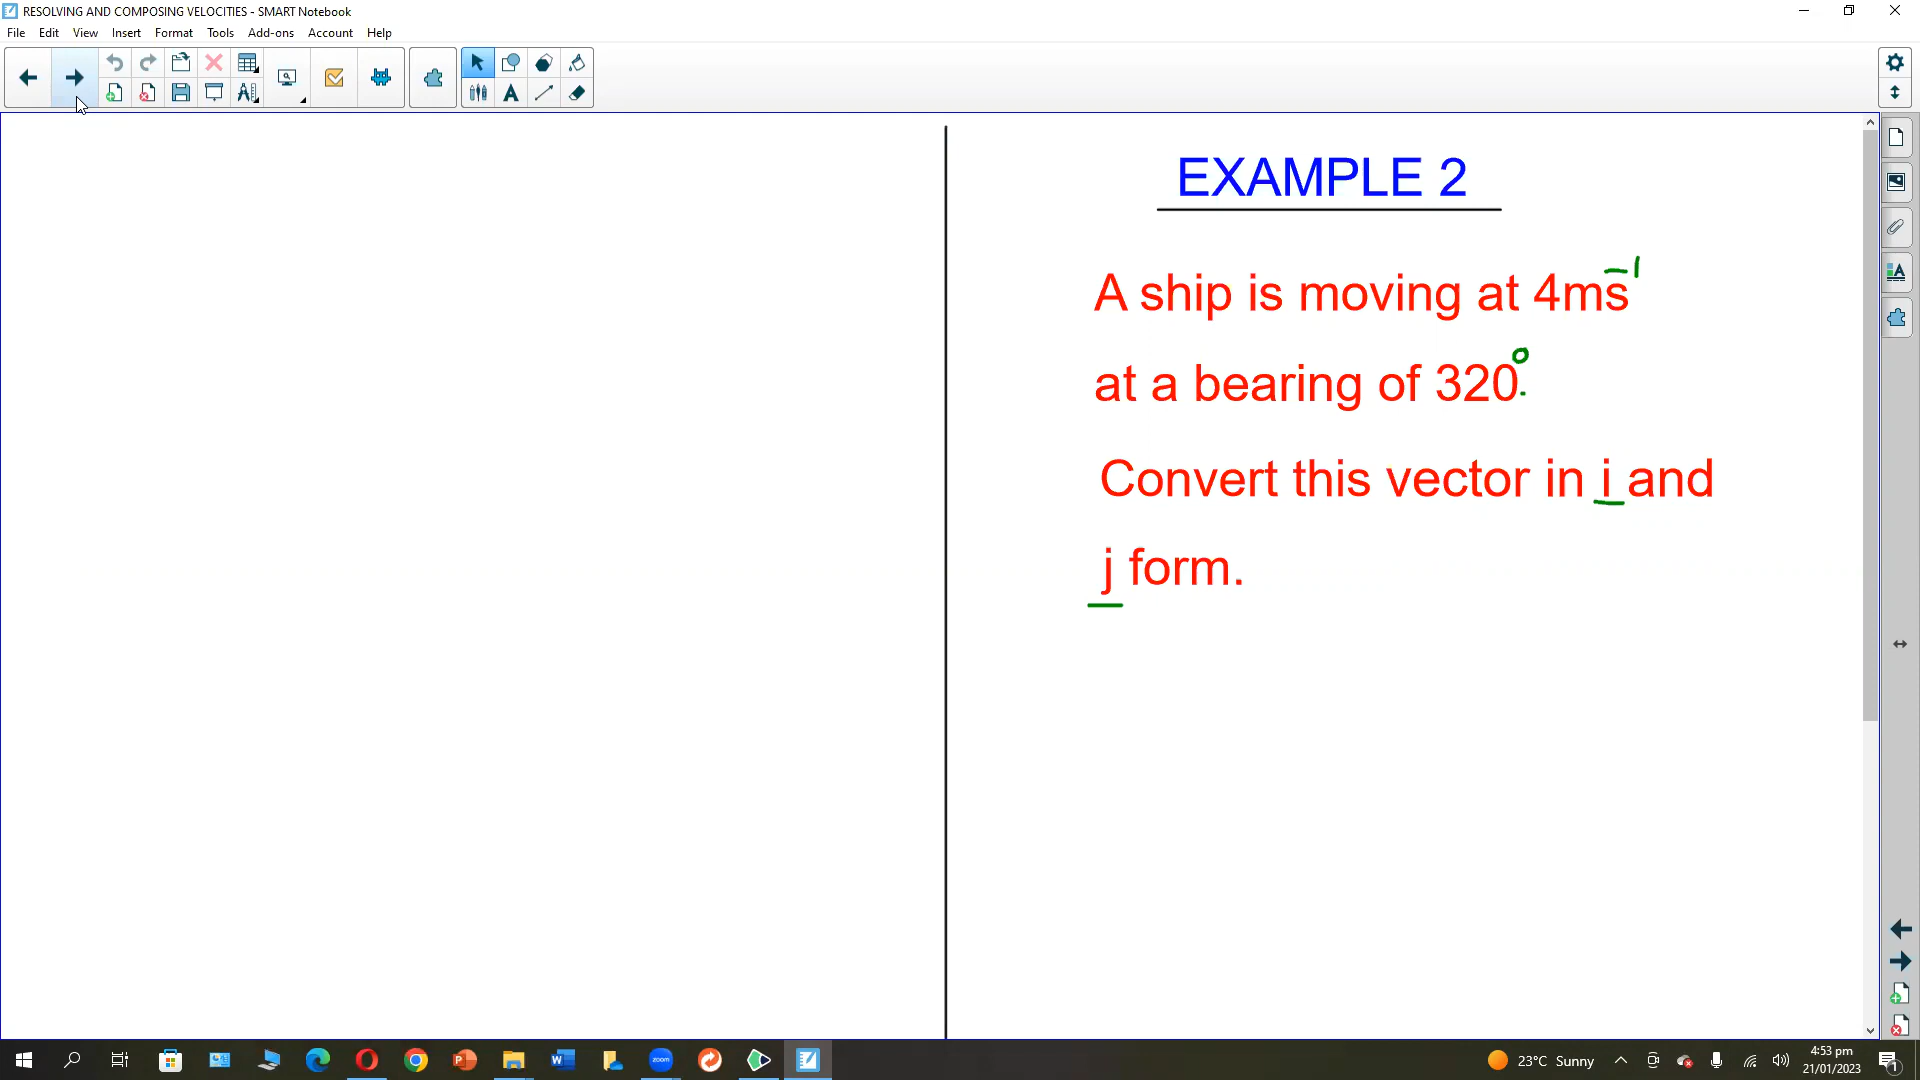 RESOLVING AND COMPOSING VELOCITIES - SMART Notebook
File Edit View Insert Format Tools Add-ons Account Help
EXAMPLE 2
A ship is moving at 4ms⁻¹
at a bearing of 320°.
Convert this vector in i and
j form.
zoom
23°C Sunny
4:53 pm
21/01/2023
1